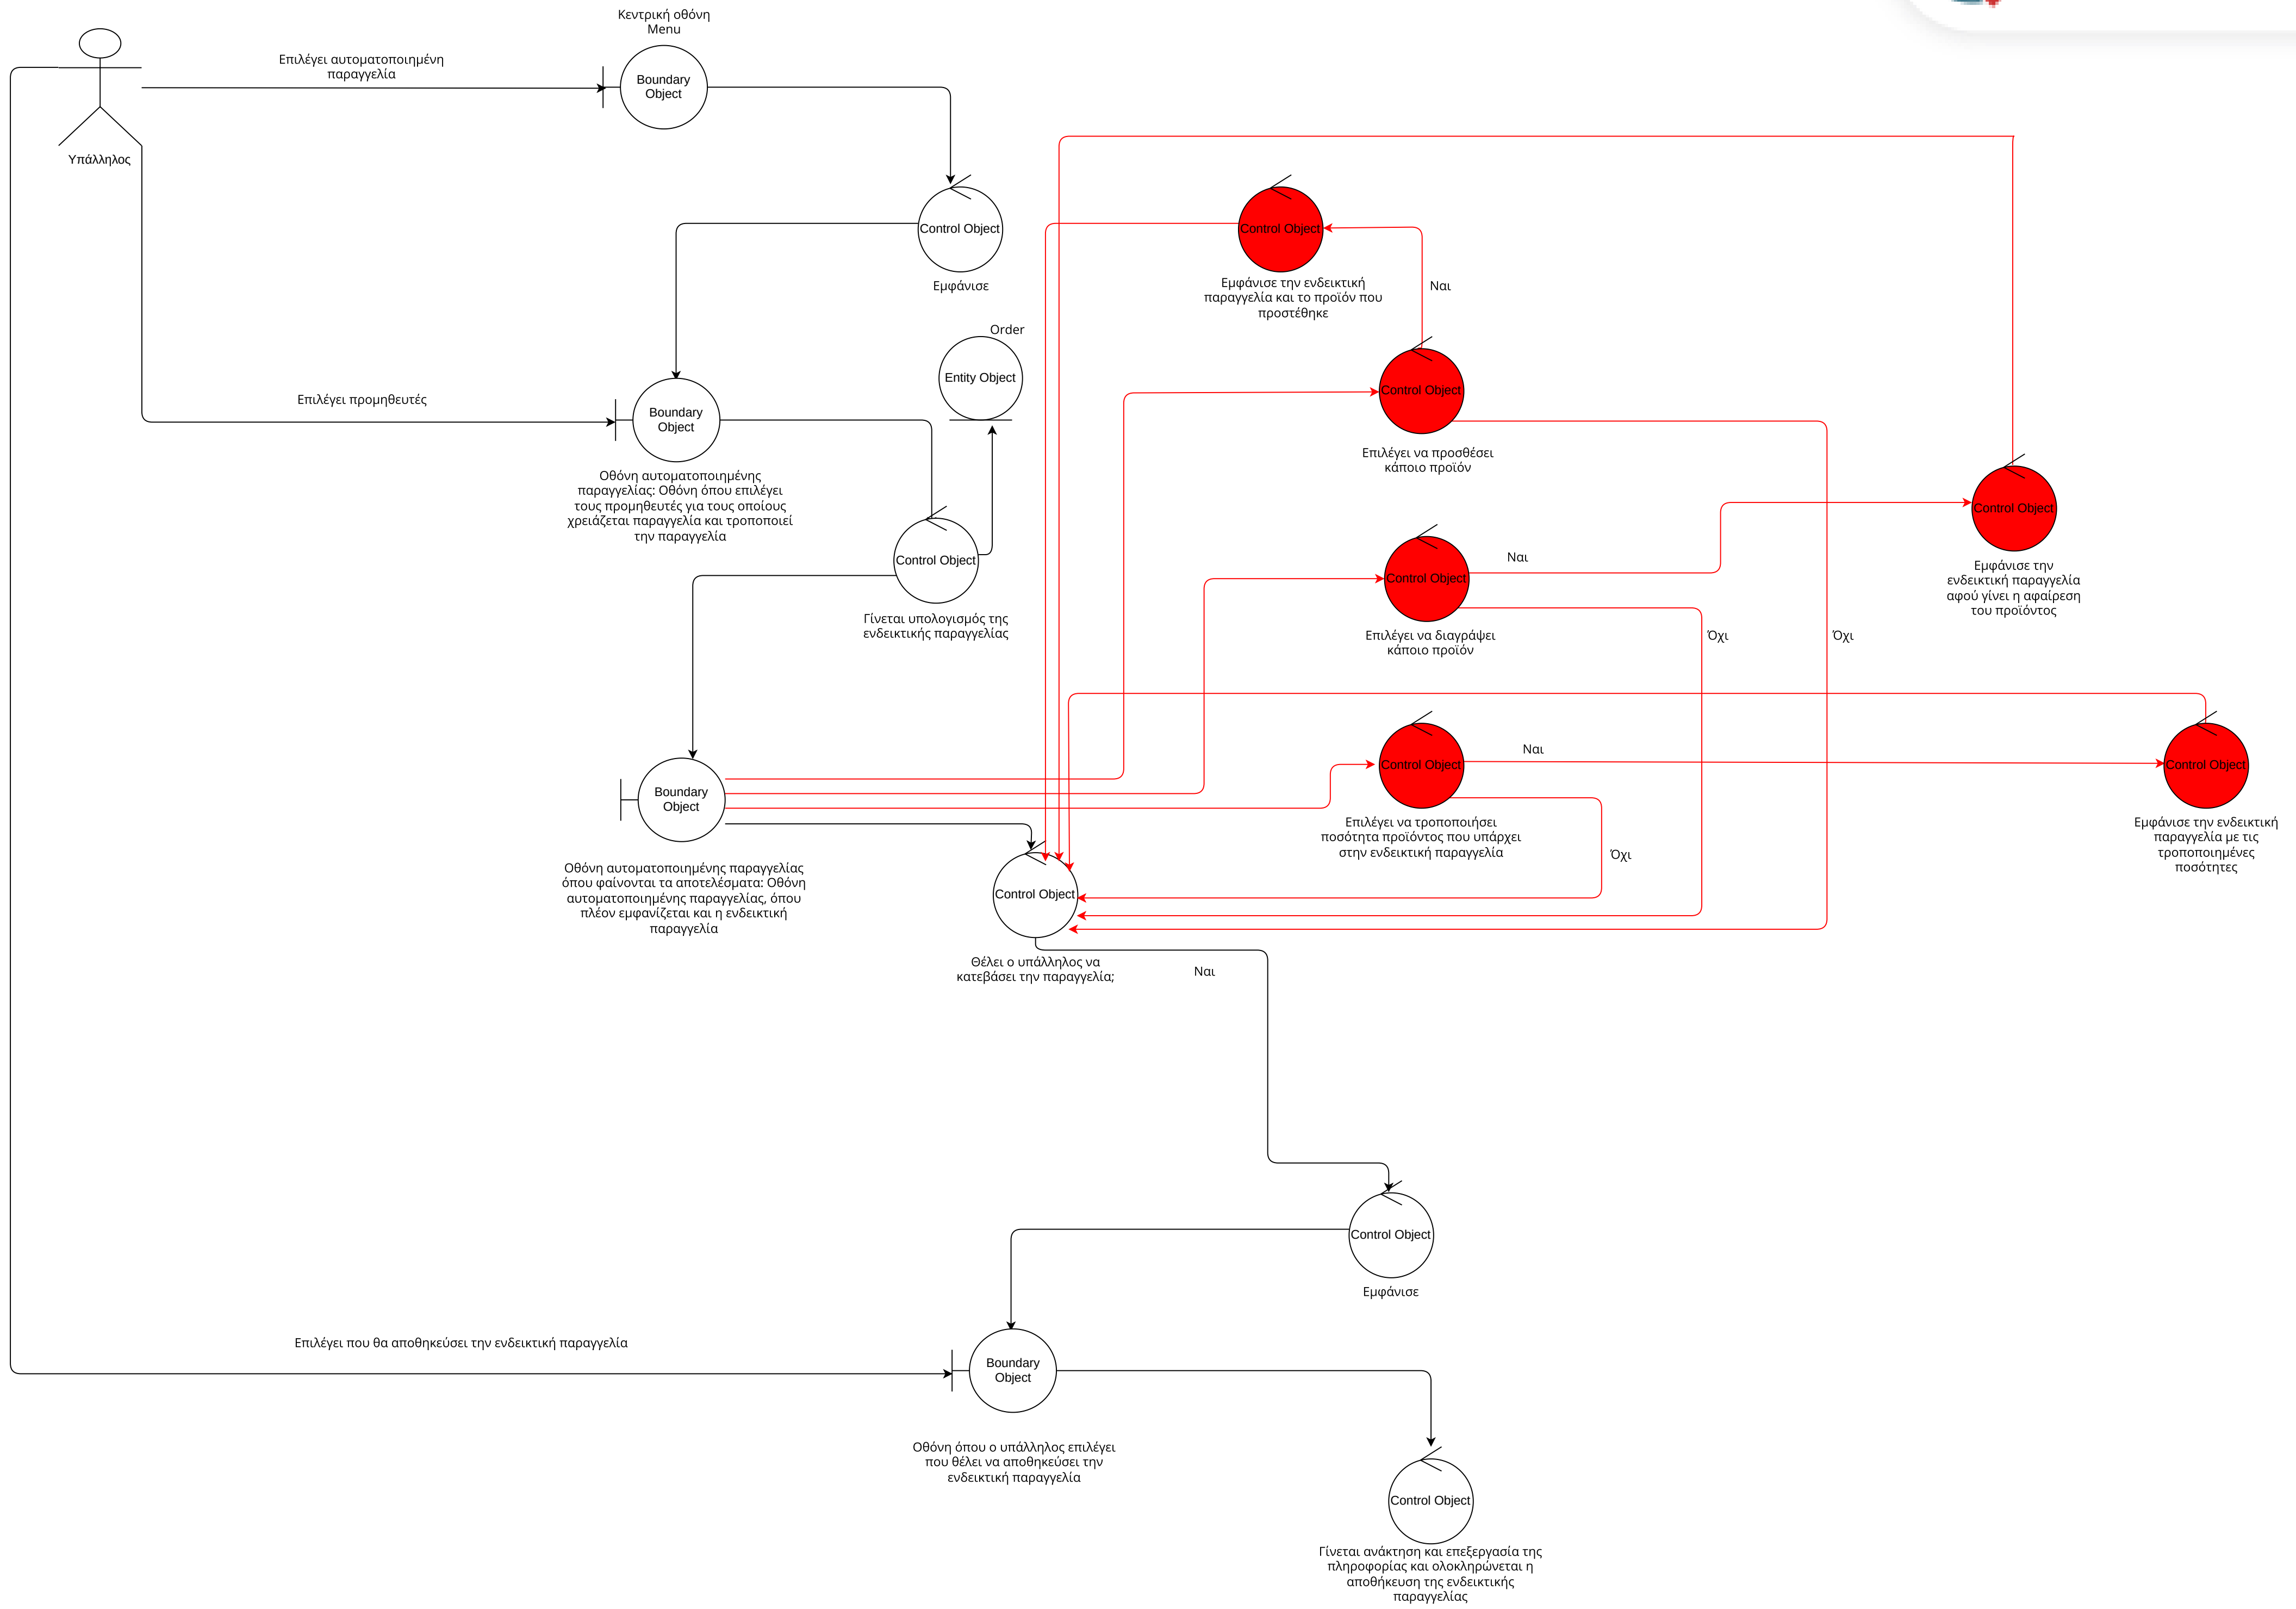 Κεντρική οθόνη
Menu
Επιλέγει αυτοματοποιημένη
παραγγελία
Boundary
Object
Υπάλληλος
Control Object
Εμφάνισε
Control Object
Εμφάνισε την ενδεικτική
παραγγελία και το προϊόν που
προστέθηκε
Ναι
Order
Entity Object
Επιλέγει προμηθευτές
Boundary
Object
Οθόνη αυτοματοποιημένης
παραγγελίας: Οθόνη όπου επιλέγει
τους προμηθευτές για τους οποίους
χρειάζεται παραγγελία και τροποποιεί
την παραγγελία
Control Object
Επιλέγει να προσθέσει
κάποιο προϊόν
Control Object
Εμφάνισε την
ενδεικτική παραγγελία
αφού γίνει η αφαίρεση
του προϊόντος
Control Object
Γίνεται υπολογισμός της
ενδεικτικής παραγγελίας
Ναι
Control Object
Επιλέγει να διαγράψει
κάποιο προϊόν
Όχι
Όχι
Ναι
Control Object
Επιλέγει να τροποποιήσει
ποσότητα προϊόντος που υπάρχει
στην ενδεικτική παραγγελία
Όχι
Control Object
Εμφάνισε την ενδεικτική
παραγγελία με τις
τροποποιημένες
ποσότητες
Boundary
Object
Οθόνη αυτοματοποιημένης παραγγελίας
όπου φαίνονται τα αποτελέσματα: Οθόνη
αυτοματοποιημένης παραγγελίας, όπου
πλέον εμφανίζεται και η ενδεικτική
παραγγελία
Control Object
Θέλει ο υπάλληλος να
κατεβάσει την παραγγελία;
Ναι
Control Object
Εμφάνισε
Επιλέγει που θα αποθηκεύσει την ενδεικτική παραγγελία
Boundary
Object
Οθόνη όπου ο υπάλληλος επιλέγει
που θέλει να αποθηκεύσει την
ενδεικτική παραγγελία
Control Object
Γίνεται ανάκτηση και επεξεργασία της
πληροφορίας και ολοκληρώνεται η
αποθήκευση της ενδεικτικής
παραγγελίας